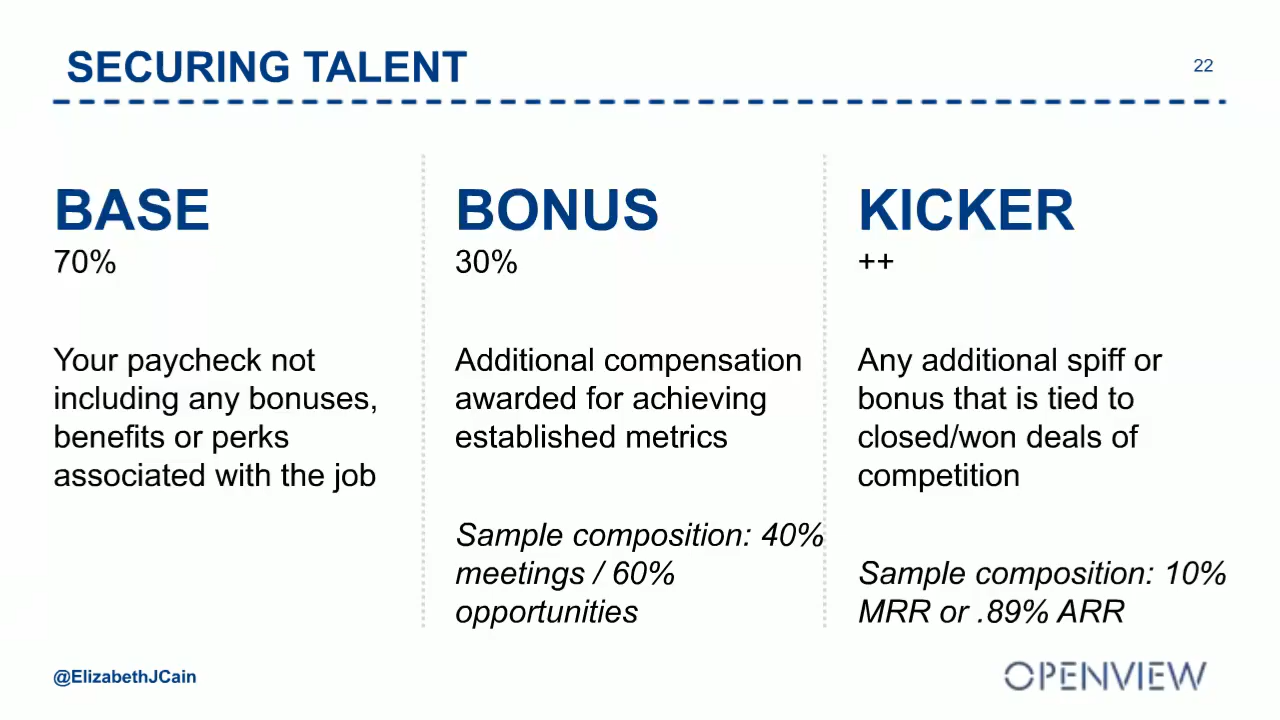 SECURING TALENT
22
BASE
70%
Your paycheck not
including any bonuses,
benefits or perks
associated with the job
BONUS
30%
Additional compensation
awarded for achieving
established metrics
Sample composition: 40%
meetings / 60%
opportunities
KICKER
++
Any additional spiff or
bonus that is tied to
closed/won deals of
competition
Sample composition: 10%
MRR or .89% ARR
@ElizabethJCain
OPENVIEW